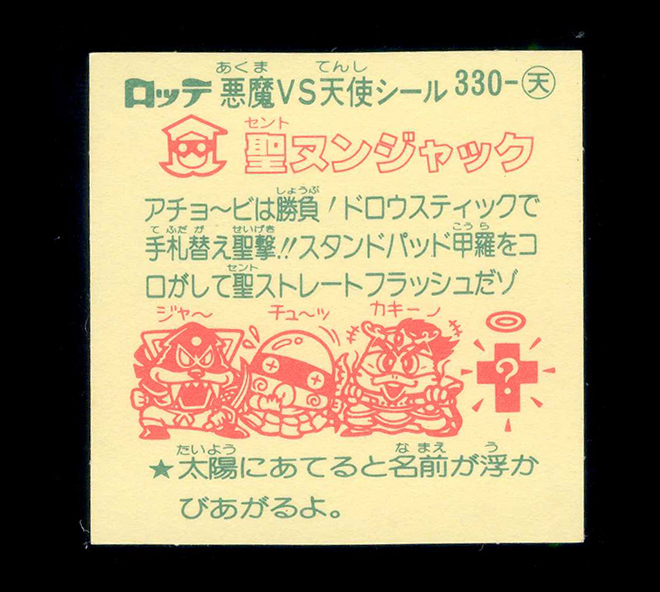 ロッテ 悪魔VS天使シール 330-天
あくま てんし
セント
聖ヌンジャック
しょうぶ
アチョ〜ビは勝負!ドロウスティックで
てふだが せいげき こうら
手札替え聖撃!!スタンドパッド甲羅をコ
セント
ロがして聖ストレートフラッシュだゾ
ジャ〜 チュ〜ッ カキーン
?
たいよう なまえ う
★太陽にあてると名前が浮か
びあがるよ。